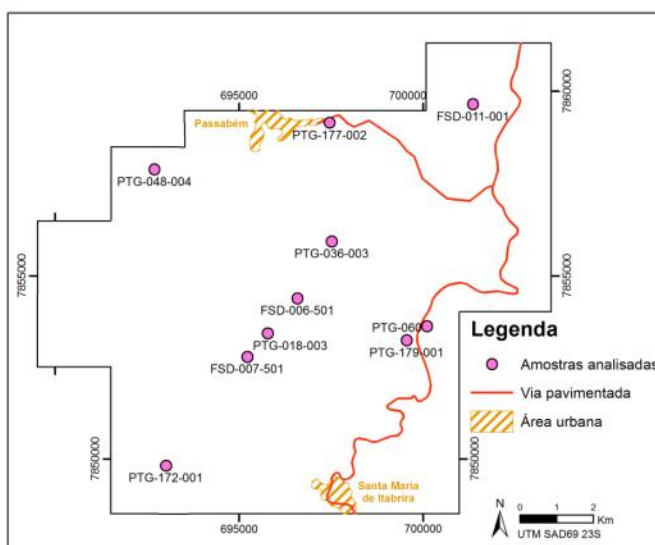 695000
700000
7860000
Passabém
PTG-177-002
FSD-011-001
PTG-048-004
PTG-036-003
7855000
7855000
FSD-006-501
PTG-060
PTG-018-003
PTG-179-001
FSD-007-501
Legenda
Amostras analisadas
Via pavimentada
Área urbana
7850000
7850000
PTG-172-001
Santa Maria
de Itabrira
695000
700000
N
0 1 2
Km
UTM SAD69 23S